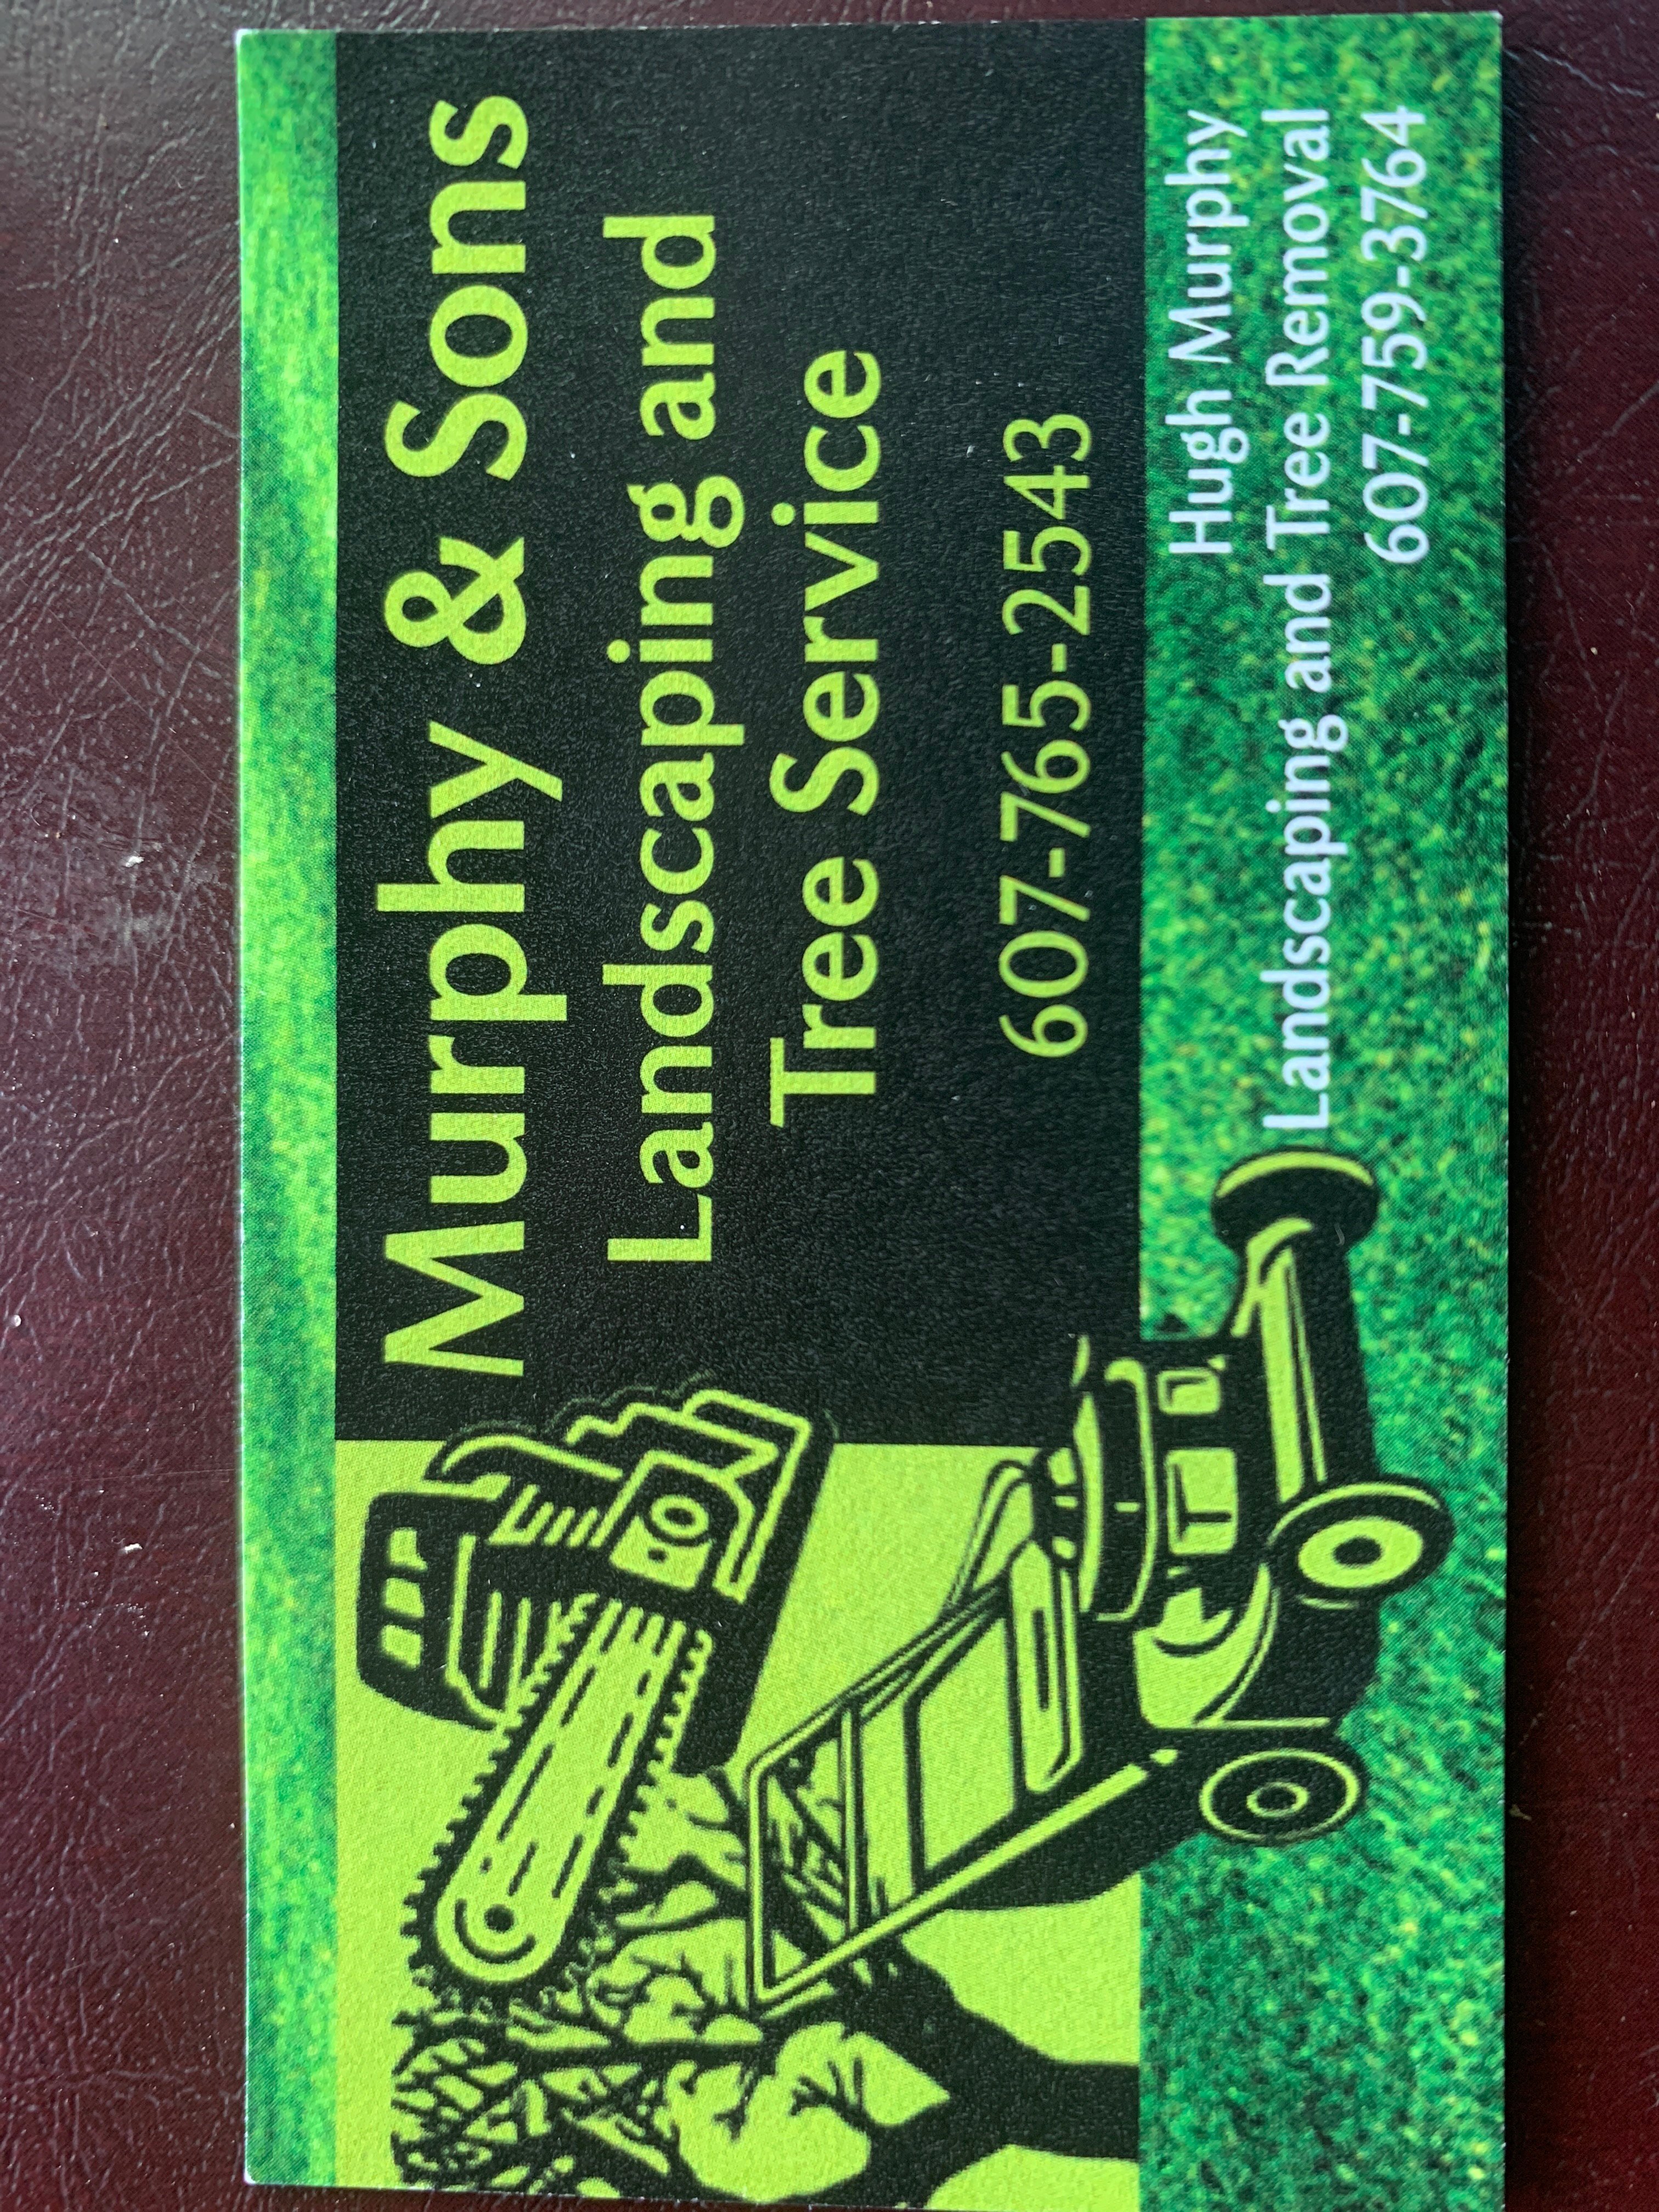 Murphy & Sons
Landscaping and
Tree Service
607-765-2543
Hugh Murphy
Landscaping and Tree Removal
607-759-3764